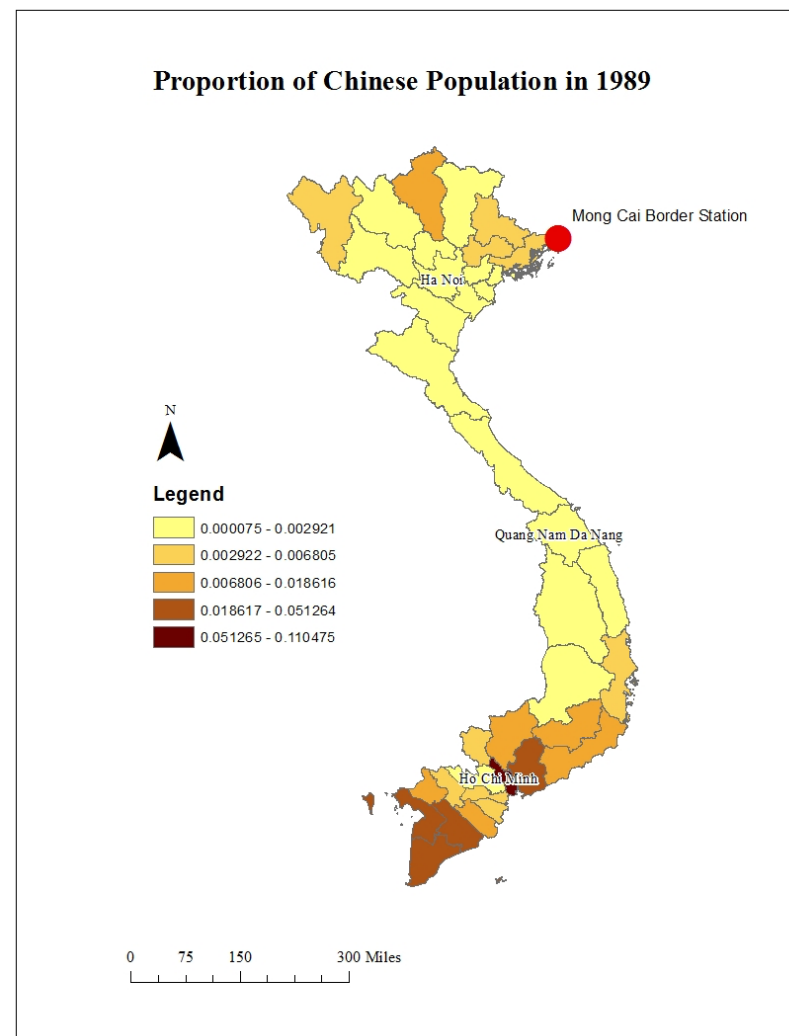 Proportion of Chinese Population in 1989
Mong Cai Border Station
Ha Noi
N
Legend
0.000075 - 0.002921
0.002922 - 0.006805
0.006806 - 0.018616
0.018617 - 0.051264
0.051265 - 0.110475
Quang Nam Da Nang
Ho Chi Minh
0 75 150 300 Miles